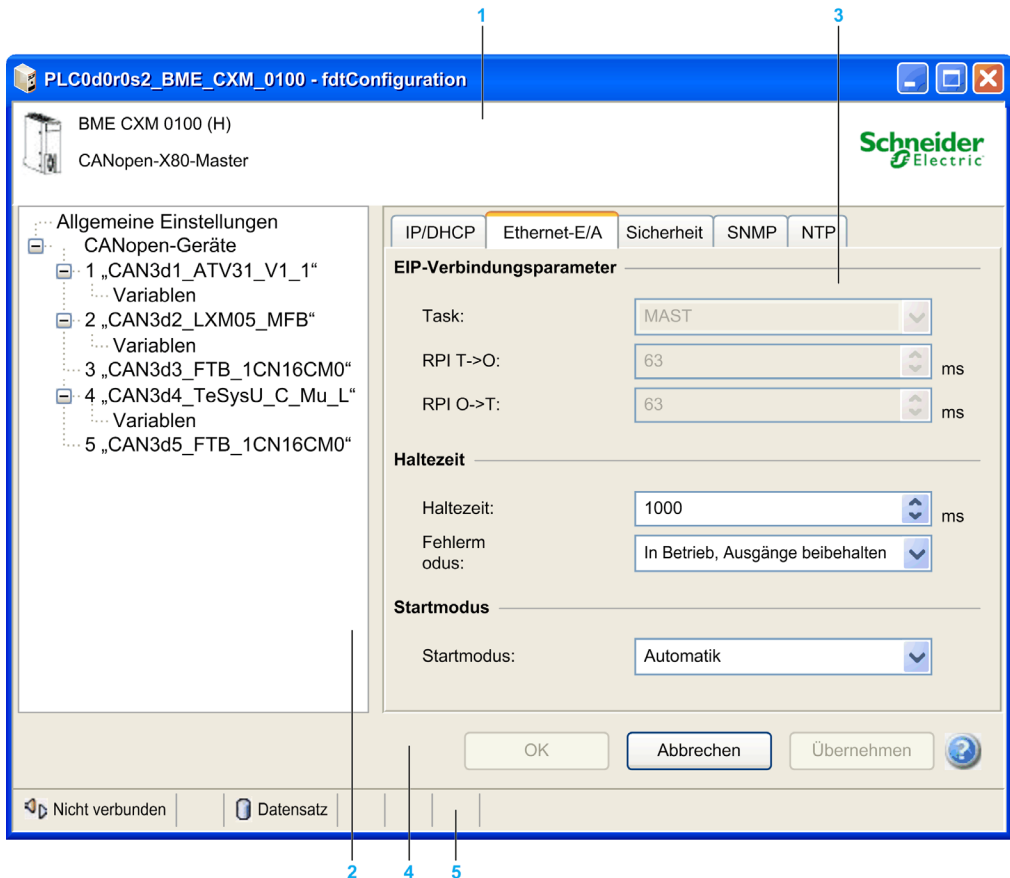 1
3
PLC0d0r0s2_BME_CXM_0100 - fdtConfiguration
BME CXM 0100 (H)
CANopen-X80-Master
Schneider
Electric
Allgemeine Einstellungen
CANopen-Geräte
1 „CAN3d1_ATV31_V1_1“
Variablen
2 „CAN3d2_LXM05_MFB“
Variablen
3 „CAN3d3_FTB_1CN16CM0“
4 „CAN3d4_TeSysU_C_Mu_L“
Variablen
5 „CAN3d5_FTB_1CN16CM0“
IP/DHCP
Ethernet-E/A
Sicherheit
SNMP
NTP
EIP-Verbindungsparameter
Task:
MAST
RPI T->O:
63
ms
RPI O->T:
63
ms
Haltezeit
Haltezeit:
1000
ms
Fehlerm
odus:
In Betrieb, Ausgänge beibehalten
Startmodus
Startmodus:
Automatik
OK
Abbrechen
Übernehmen
?
Nicht verbunden
Datensatz
2
4
5